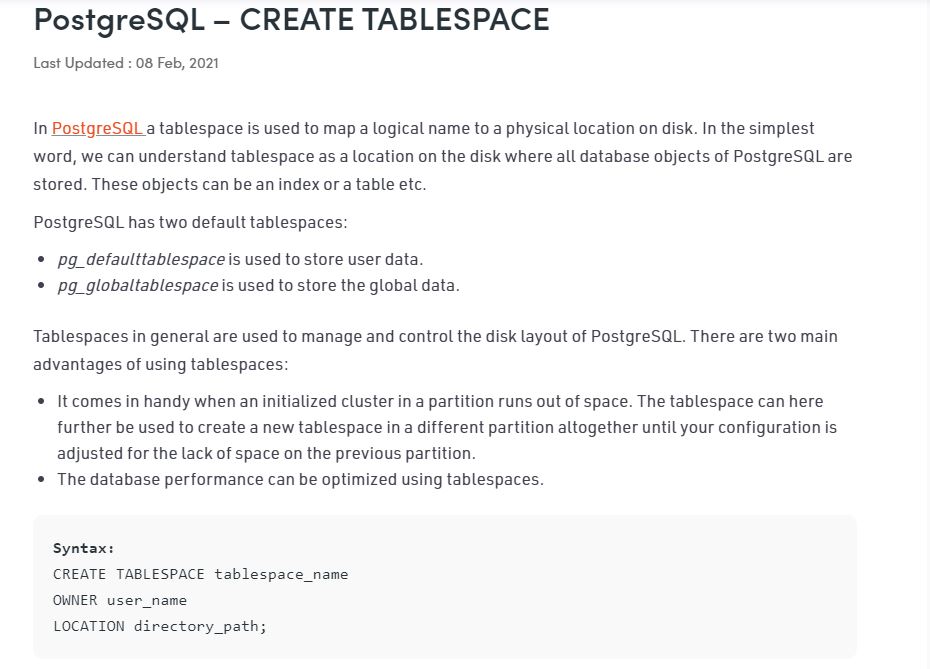 PostgreSQL – CREATE TABLESPACE
Last Updated : 08 Feb, 2021
In PostgreSQL a tablespace is used to map a logical name to a physical location on disk. In the simplest
word, we can understand tablespace as a location on the disk where all database objects of PostgreSQL are
stored. These objects can be an index or a table etc.
PostgreSQL has two default tablespaces:
• pg_defaulttablespace is used to store user data.
• pg_globaltablespace is used to store the global data.
Tablespaces in general are used to manage and control the disk layout of PostgreSQL. There are two main
advantages of using tablespaces:
• It comes in handy when an initialized cluster in a partition runs out of space. The tablespace can here
further be used to create a new tablespace in a different partition altogether until your configuration is
adjusted for the lack of space on the previous partition.
• The database performance can be optimized using tablespaces.
Syntax:
CREATE TABLESPACE tablespace_name
OWNER user_name
LOCATION directory_path;